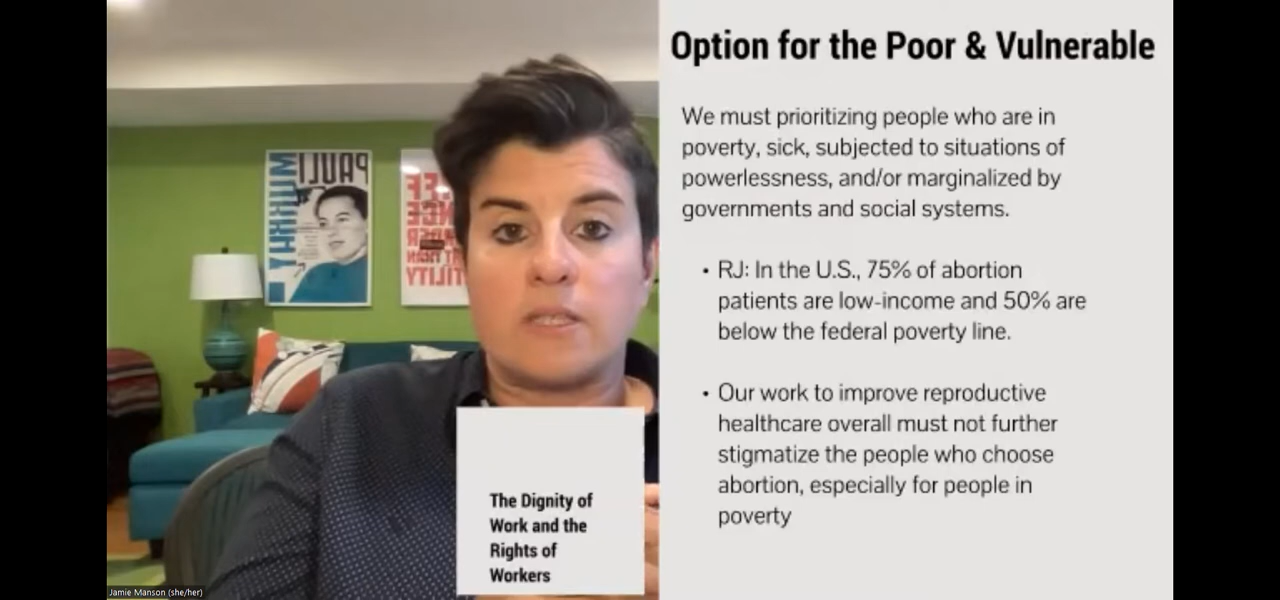 Option for the Poor & Vulnerable
We must prioritizing people who are in
poverty, sick, subjected to situations of
powerlessness, and/or marginalized by
governments and social systems.
• RJ: In the U.S., 75% of abortion
patients are low-income and 50% are
below the federal poverty line.
• Our work to improve reproductive
healthcare overall must not further
stigmatize the people who choose
abortion, especially for people in
poverty
PAULI
MURRAY
The Dignity of
Work and the
Rights of
Workers
Jamie Manson (she/her)